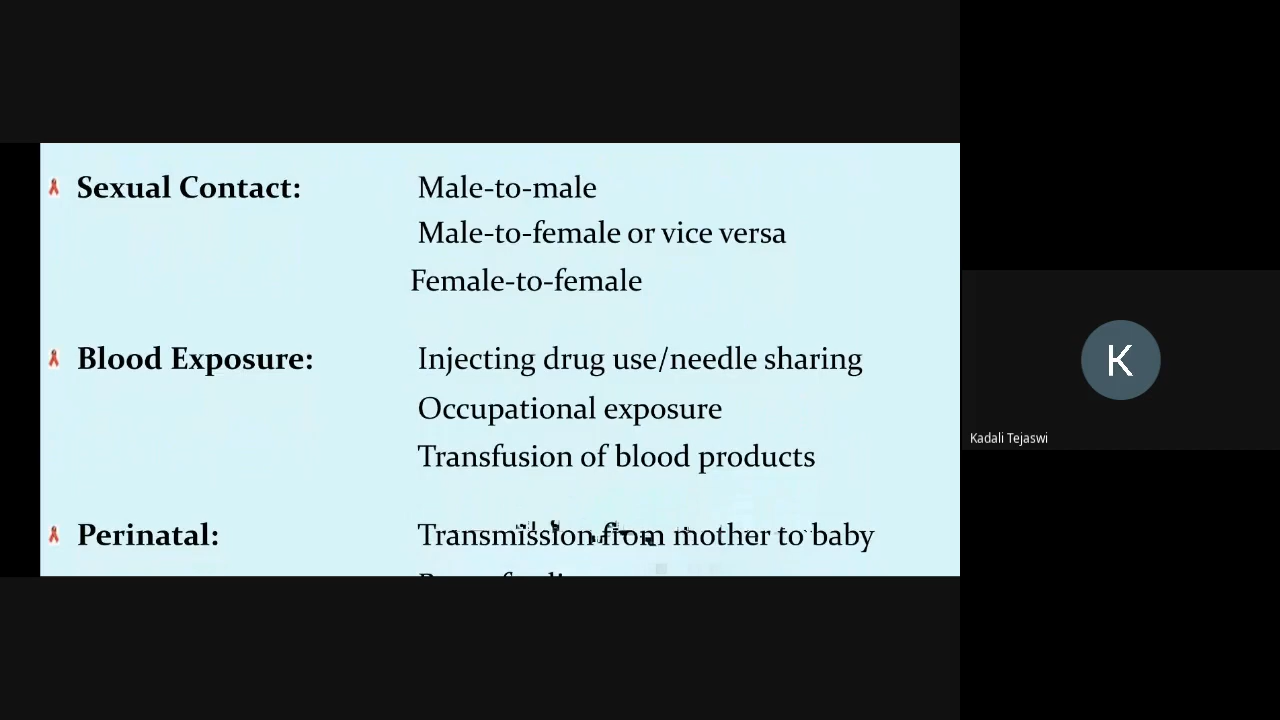 Sexual Contact: Male-to-male
Male-to-female or vice versa
Female-to-female
Blood Exposure: Injecting drug use/needle sharing
Occupational exposure
Transfusion of blood products
Perinatal: Transmission from mother to baby
K
Kadali Tejaswi